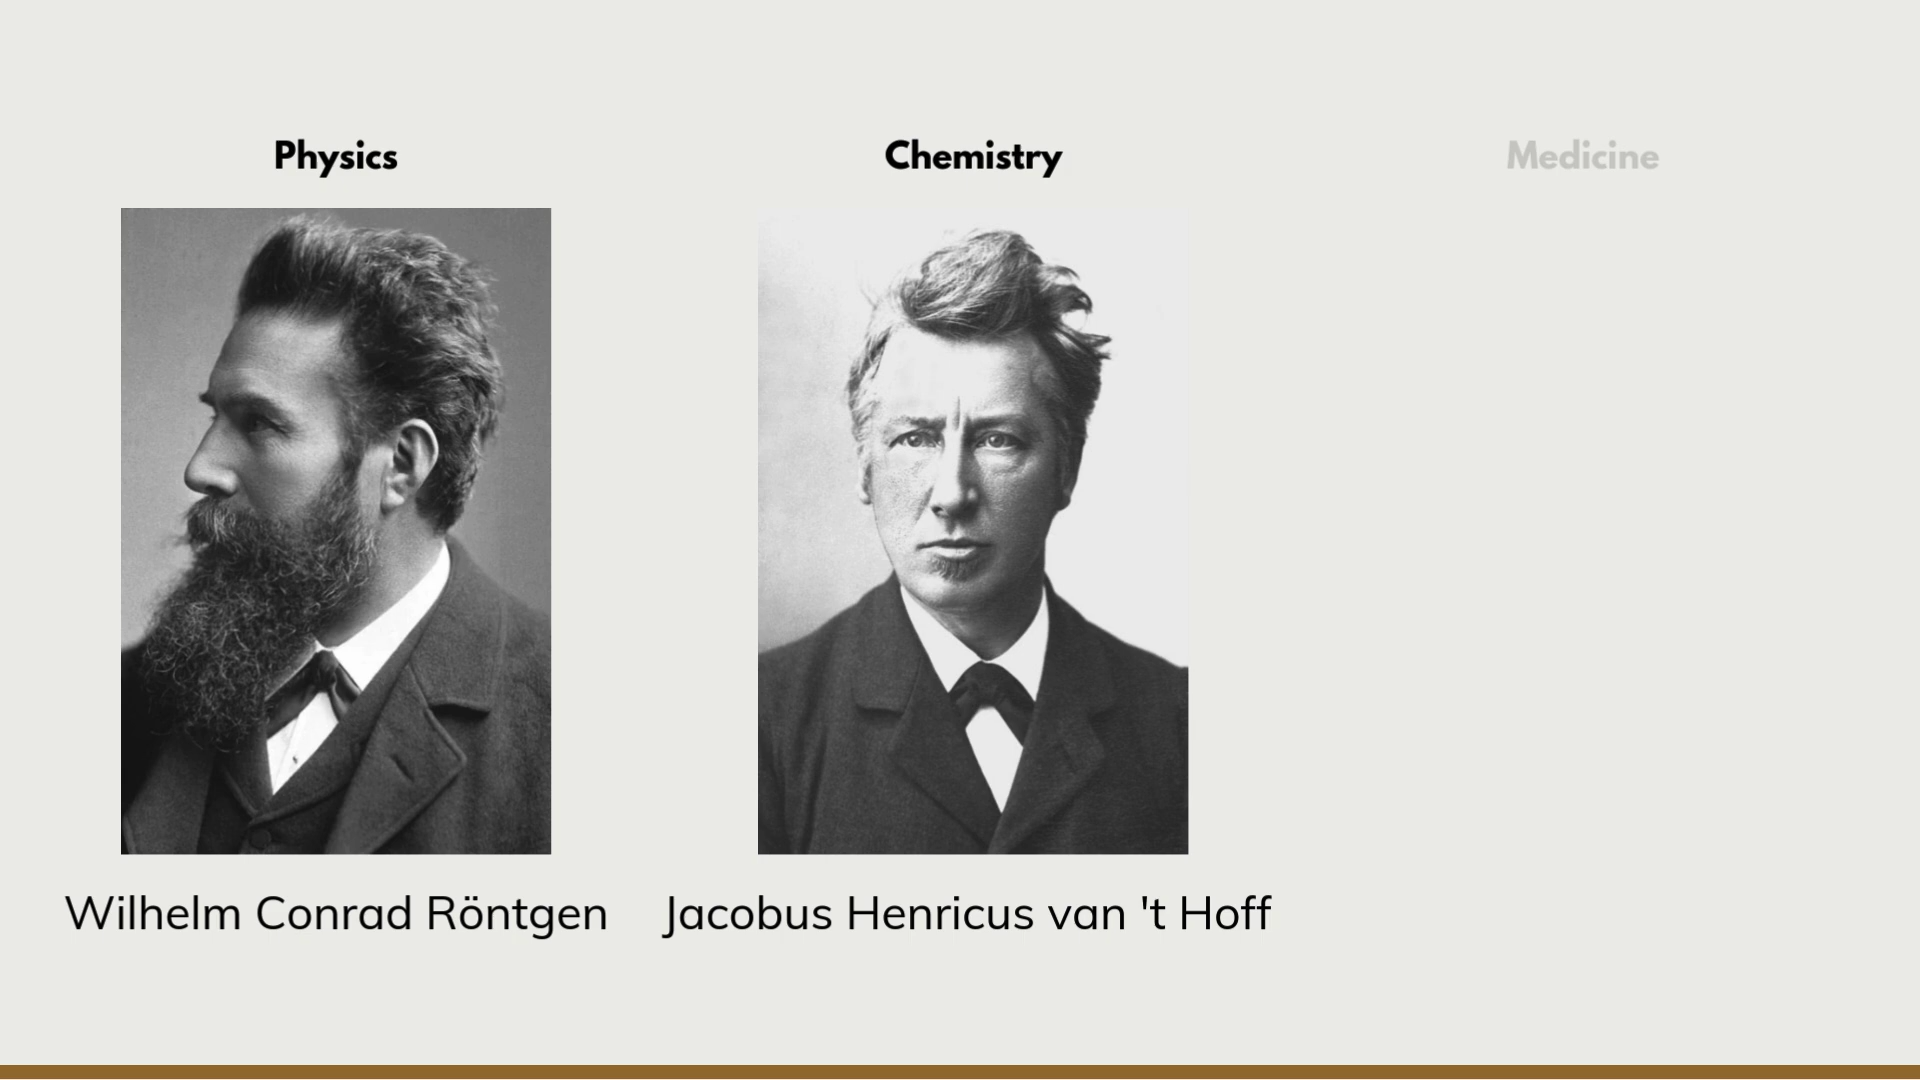 Physics
Chemistry
Medicine
Wilhelm Conrad Röntgen
Jacobus Henricus van 't Hoff